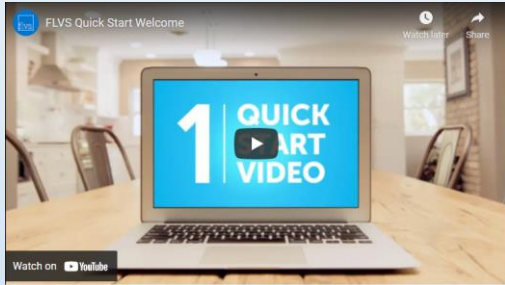 FLVS
FLVS Quick Start Welcome
Watch later
Share
1
QUICK
START
VIDEO
Watch on YouTube